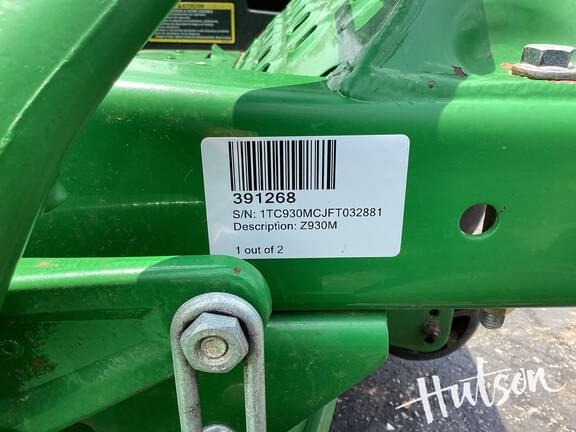 391268
S/N: 1TC930MCJFT032881
Description: Z930M
1 out of 2
Hutson